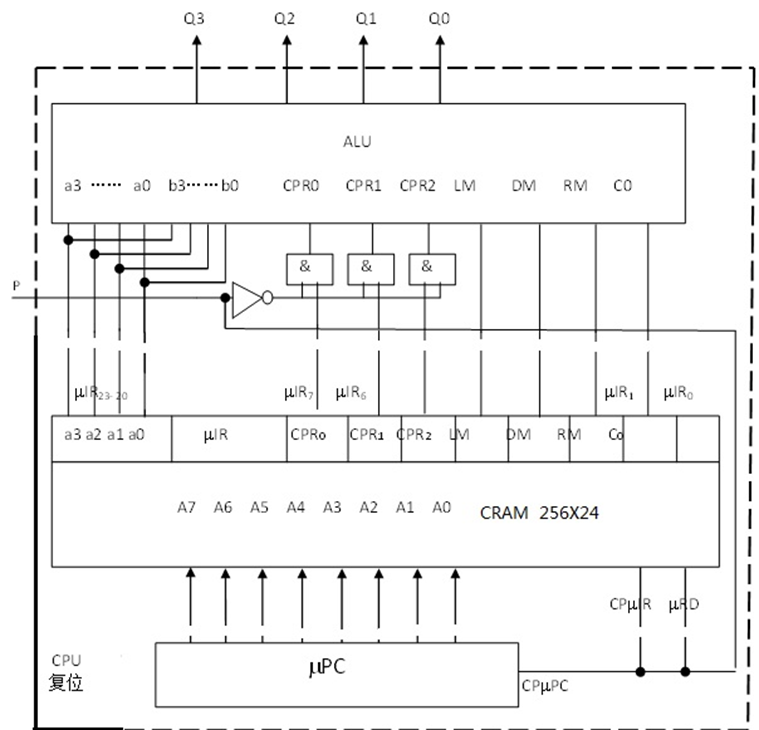 Q3 Q2 Q1 Q0
ALU
a3 ······ a0 b3······b0 CPR0 CPR1 CPR2 LM DM RM C0
& & &
P
μIR₂₃₋₂₀ μIR₇ μIR₆ μIR₁ μIR₀
a3 a2 a1 a0 μIR CPR₀ CPR₁ CPR₂ LM DM RM C₀
A7 A6 A5 A4 A3 A2 A1 A0 CRAM 256X24
CPμIR μRD
μPC
CPU
复位
CPμPC